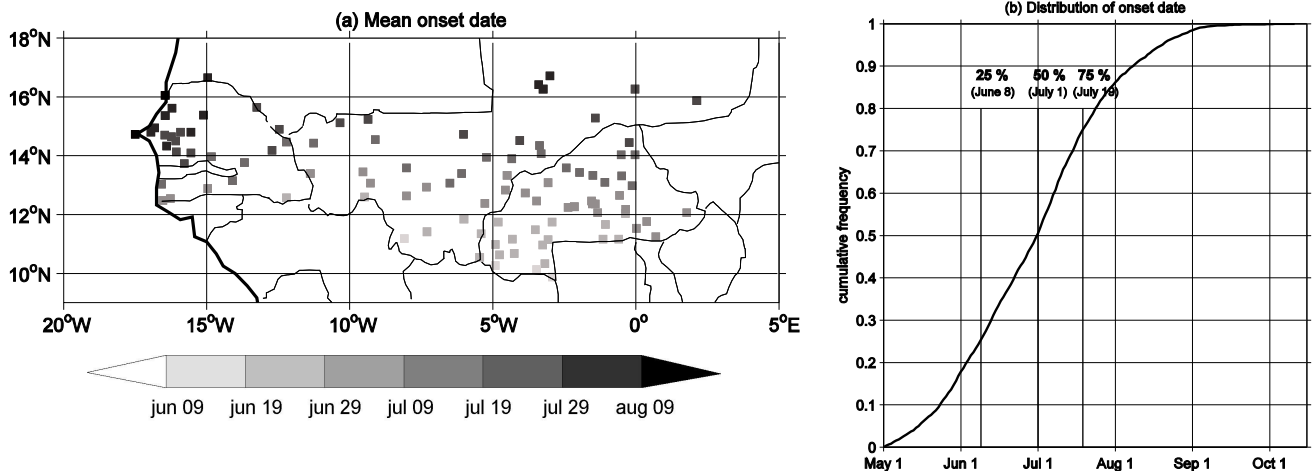 (a) Mean onset date
18°N
16°N
14°N
12°N
10°N
20°W 15°W 10°W 5°W 0° 5°E
jun 09 jun 19 jun 29 jul 09 jul 19 jul 29 aug 09
(b) Distribution of onset date
cumulative frequency
1
0.9
0.8
0.7
0.6
0.5
0.4
0.3
0.2
0.1
0
25 % 50 % 75 %
(June 8) (July 1) (July 19)
May 1 Jun 1 Jul 1 Aug 1 Sep 1 Oct 1